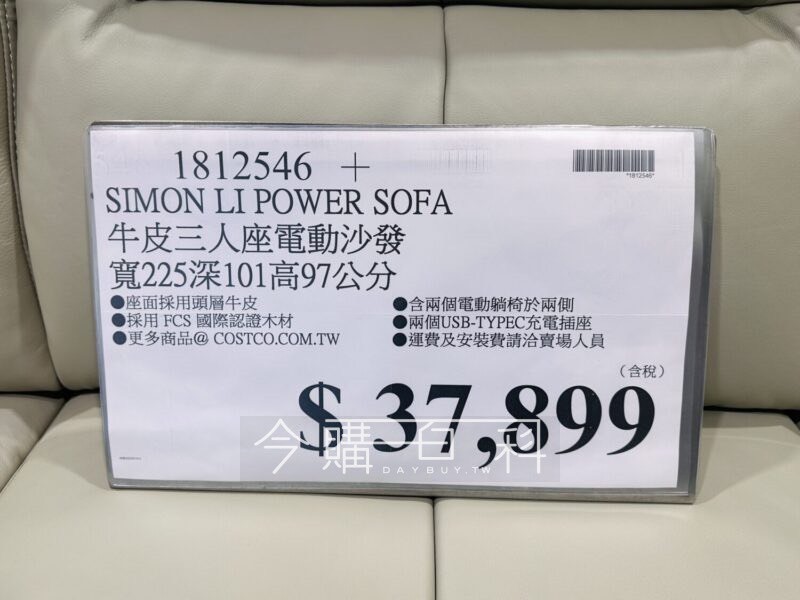 1812546 +
*1812546*
SIMON LI POWER SOFA
牛皮三人座電動沙發
寬225深101高97公分
●座面採用頭層牛皮
●採用 FCS 國際認證木材
●更多商品@ COSTCO.COM.TW
●含兩個電動躺椅於兩側
●兩個USB-TYPEC充電插座
●運費及安裝費請洽賣場人員
（含稅）
$ 37,899
今購百科
DAYBUY.TW